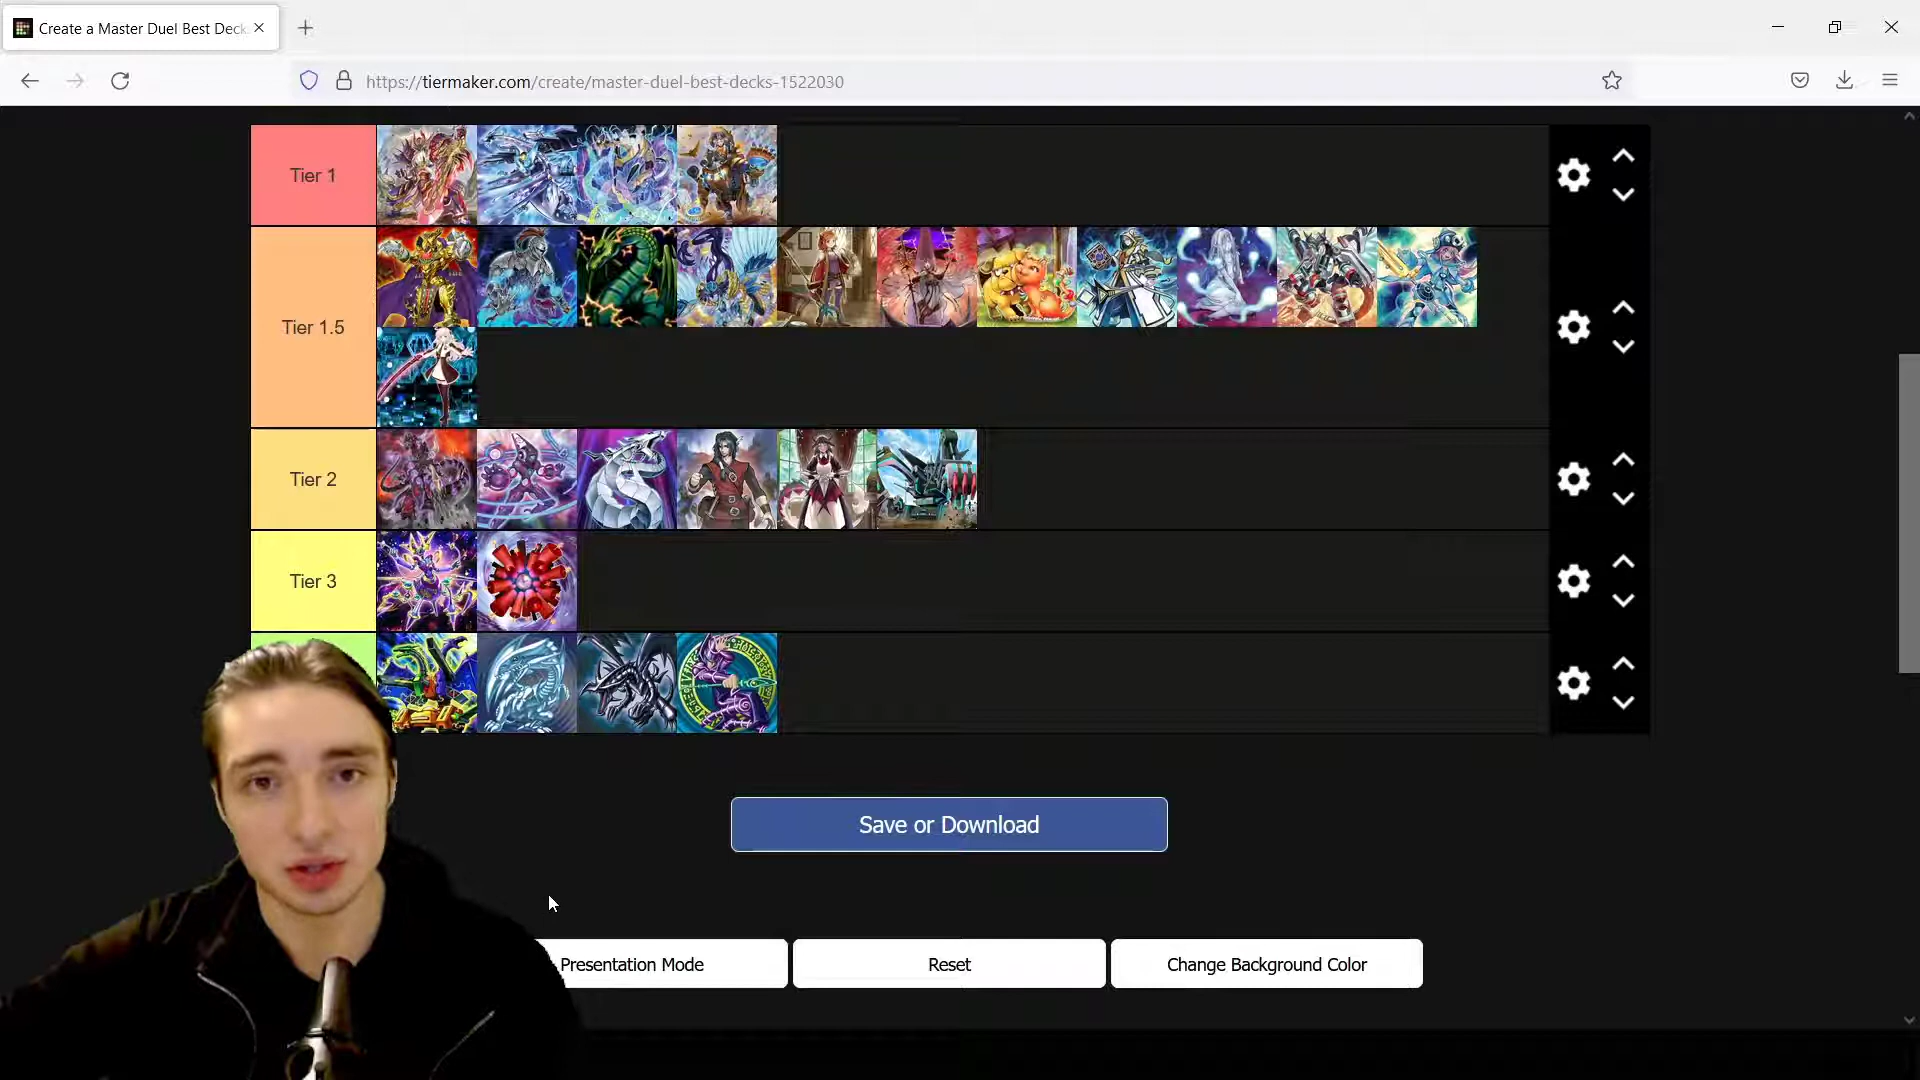 Create a Master Duel Best Deck
https://tiermaker.com/create/master-duel-best-decks-1522030
Tier 1
Tier 1.5
Tier 2
Tier 3
Save or Download
Presentation Mode
Reset
Change Background Color